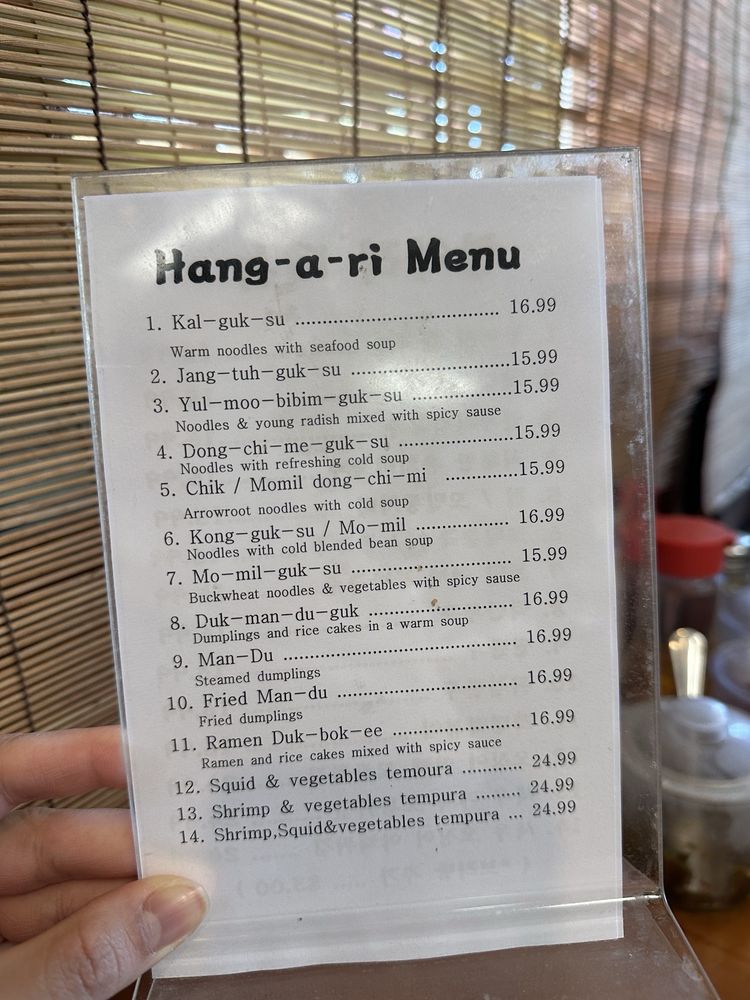 Hang-a-ri Menu
1. Kal-guk-su .................................... 16.99
Warm noodles with seafood soup
2. Jang-tuh-guk-su ............................15.99
3. Yul-moo-bibim-guk-su ..................15.99
Noodles & young radish mixed with spicy sause
4. Dong-chi-me-guk-su ....................15.99
Noodles with refreshing cold soup
5. Chik / Momil dong-chi-mi .............15.99
Arrowroot noodles with cold soup
6. Kong-guk-su / Mo-mil ................ 16.99
Noodles with cold blended bean soup
7. Mo-mil-guk-su ............................ 15.99
Buckwheat noodles & vegetables with spicy sause
8. Duk-man-du-guk ......................... 16.99
Dumplings and rice cakes in a warm soup
9. Man-Du ......................................... 16.99
Steamed dumplings
10. Fried Man-du ............................... 16.99
Fried dumplings
11. Ramen Duk-bok-ee ...................... 16.99
Ramen and rice cakes mixed with spicy sauce
12. Squid & vegetables temoura ........... 24.99
13. Shrimp & vegetables tempura ........ 24.99
14. Shrimp,Squid&vegetables tempura ... 24.99